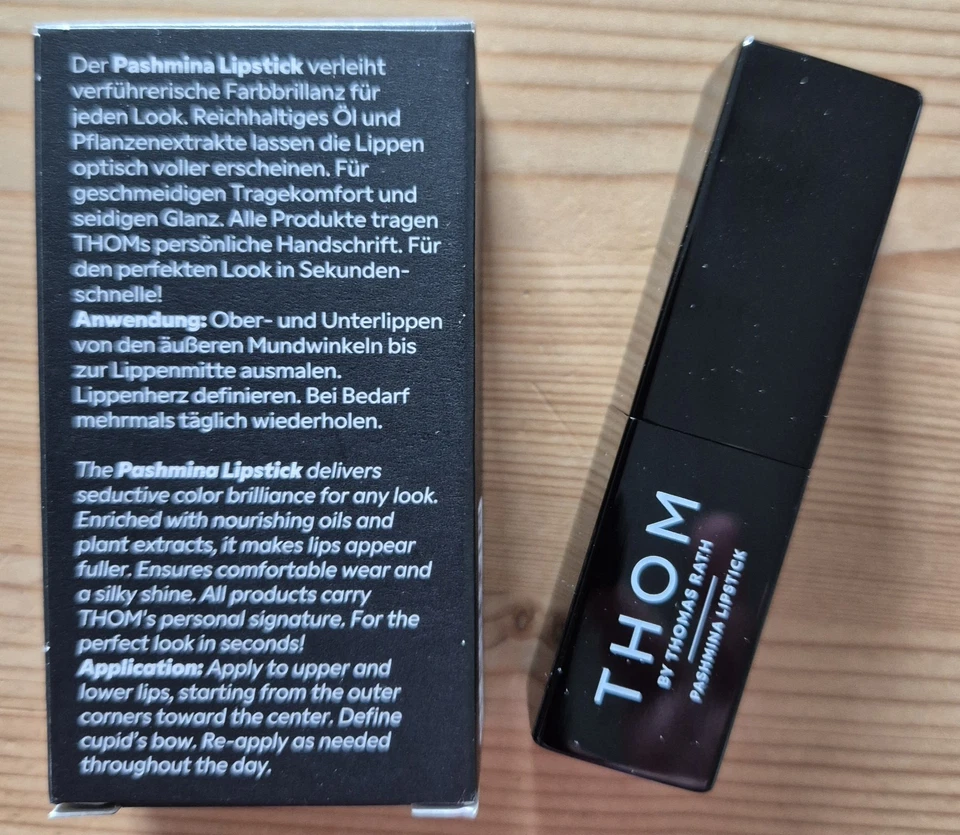 Der Pashmina Lipstick verleiht
verführerische Farbbrillanz für
jeden Look. Reichhaltiges Öl und
Pflanzenextrakte lassen die Lippen
optisch voller erscheinen. Für
geschmeidigen Tragekomfort und
seidigen Glanz. Alle Produkte tragen
THOMs persönliche Handschrift. Für
den perfekten Look in Sekunden-
schnelle!
Anwendung: Ober- und Unterlippen
von den äußeren Mundwinkeln bis
zur Lippenmitte ausmalen.
Lippenherz definieren. Bei Bedarf
mehrmals täglich wiederholen.
The Pashmina Lipstick delivers
seductive color brilliance for any look.
Enriched with nourishing oils and
plant extracts, it makes lips appear
fuller. Ensures comfortable wear and
a silky shine. All products carry
THOM's personal signature. For the
perfect look in seconds!
Application: Apply to upper and
lower lips, starting from the outer
corners toward the center. Define
cupid's bow. Re-apply as needed
throughout the day.
THOM
BY THOMAS RATH
PASHMINA LIPSTICK